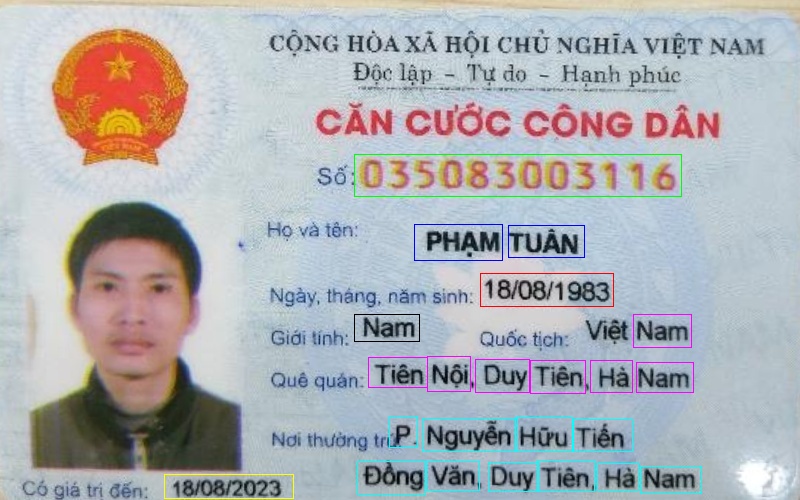 CỘNG HÒA XÃ HỘI CHỦ NGHĨA VIỆT NAM
Độc lập - Tự do - Hạnh phúc
CĂN CƯỚC CÔNG DÂN
Số: 035083003116
Họ và tên: PHẠM TUÂN
Ngày, tháng, năm sinh: 18/08/1983
Giới tính: Nam Quốc tịch: Việt Nam
Quê quán: Tiên Nội, Duy Tiên, Hà Nam
Nơi thường trú: P. Nguyễn Hữu Tiến
Đồng Văn, Duy Tiên, Hà Nam
Có giá trị đến: 18/08/2023